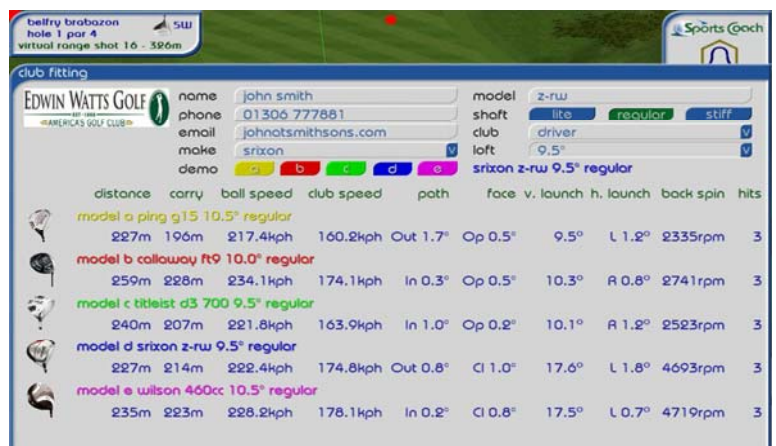 belfry brabazon
hole 1 par 4
virtual range shot 16 - 326m
SW
Sports Coach
club fitting
EDWIN WATTS GOLF
EST · 1968
AMERICA'S GOLF CLUB
name john smith
phone 01306 777881
email johnatsmithsons.com
make srixon
demo a b c d e
model z-rw
shaft lite regular stiff
club driver
loft 9.5°
srixon z-rw 9.5° regular
distance carry ball speed club speed path face v. launch h. launch back spin hits
model a ping g15 10.5° regular
227m 196m 217.4kph 160.2kph Out 1.7° Op 0.5° 9.5° L 1.2° 2335rpm 3
model b callaway ft9 10.0° regular
259m 228m 234.1kph 174.1kph In 0.3° Op 0.5° 10.3° R 0.8° 2741rpm 3
model c titleist d3 700 9.5° regular
240m 207m 221.8kph 163.9kph In 1.0° Op 0.2° 10.1° R 1.2° 2523rpm 3
model d srixon z-rw 9.5° regular
227m 214m 222.4kph 174.8kph Out 0.8° Cl 1.0° 17.6° L 1.8° 4693rpm 3
model e wilson 460cc 10.5° regular
235m 223m 228.2kph 178.1kph In 0.2° Cl 0.8° 17.5° L 0.7° 4719rpm 3